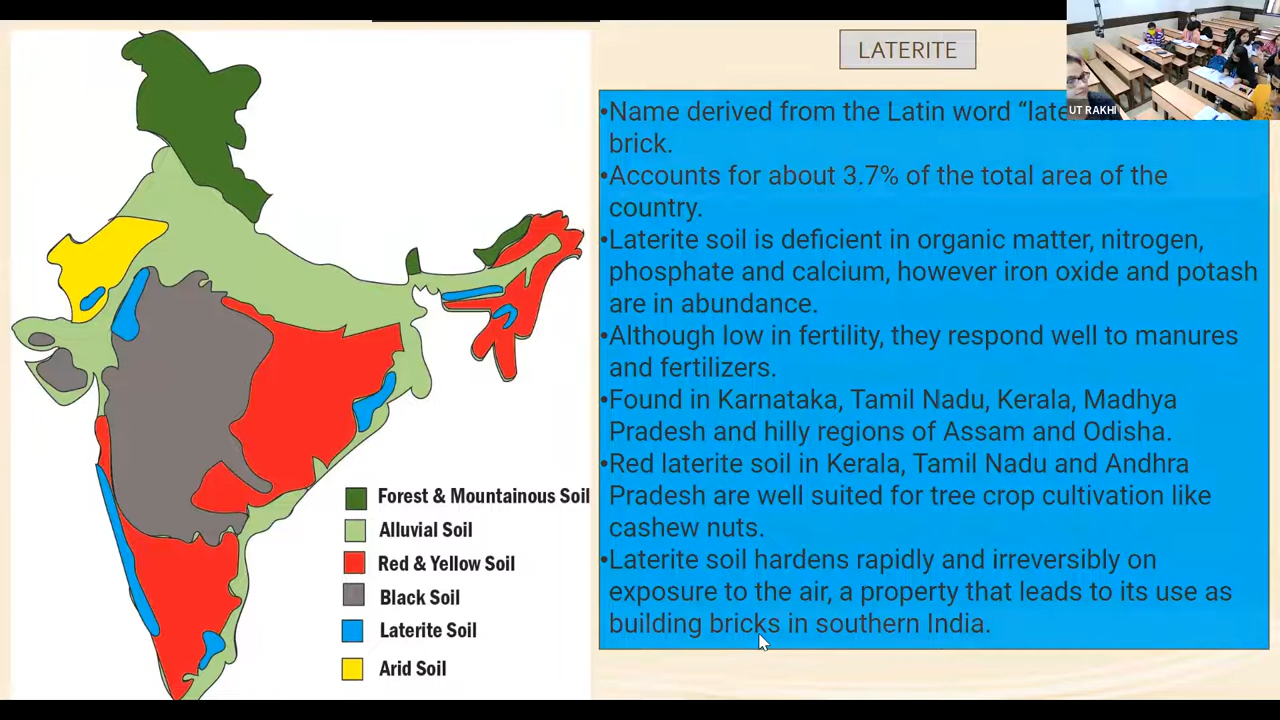 LATERITE
UT RAKHI
•Name derived from the Latin word “late
brick.
•Accounts for about 3.7% of the total area of the
country.
•Laterite soil is deficient in organic matter, nitrogen,
phosphate and calcium, however iron oxide and potash
are in abundance.
•Although low in fertility, they respond well to manures
and fertilizers.
•Found in Karnataka, Tamil Nadu, Kerala, Madhya
Pradesh and hilly regions of Assam and Odisha.
•Red laterite soil in Kerala, Tamil Nadu and Andhra
Pradesh are well suited for tree crop cultivation like
cashew nuts.
•Laterite soil hardens rapidly and irreversibly on
exposure to the air, a property that leads to its use as
building bricks in southern India.
Forest & Mountainous Soil
Alluvial Soil
Red & Yellow Soil
Black Soil
Laterite Soil
Arid Soil